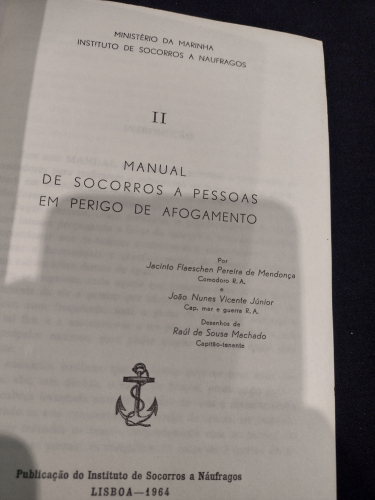 MINISTÉRIO DA MARINHA
INSTITUTO DE SOCORROS A NAUFRAGOS
II
MANUAL
DE SOCORROS A PESSOAS
EM PERIGO DE AFOGAMENTO
Por
Jacinto Flaeschen Pereira de Mendonça
Comodoro R. A.
e
João Nunes Vicente Júnior
Cap. mar e guerra R. A.
Desenhos de
Raúl de Sousa Machado
Capitão-tenente
Publicação do Instituto de Socorros a Náufragos
LISBOA—1964